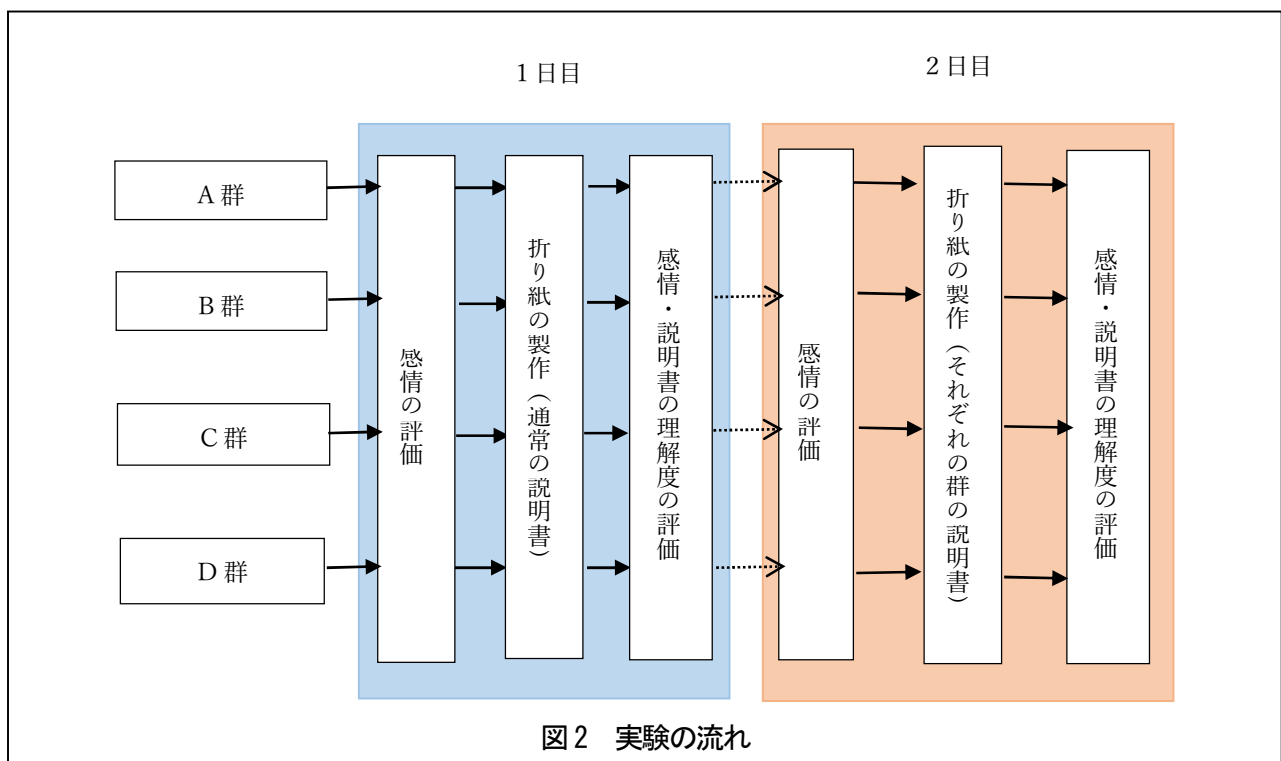 1日目
2日目
A 群
B 群
C 群
D 群
感情の評価
折り紙の製作(通常の説明書)
感情・説明書の理解度の評価
感情の評価
折り紙の製作(それぞれの群の説明書)
感情・説明書の理解度の評価
図2 実験の流れ